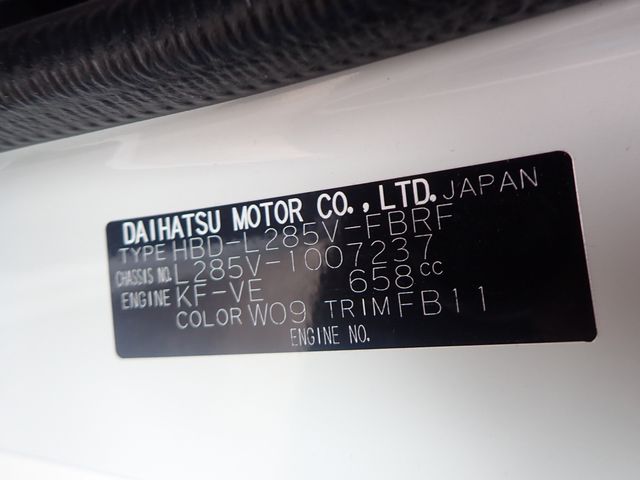 DAIHATSU MOTOR CO.,LTD. JAPAN
TYPE HBD-L285V-FBRF
CHASSIS NO. L285V-1007237
ENGINE KF-VE 658cc
COLOR W09 TRIM FB11
ENGINE NO.